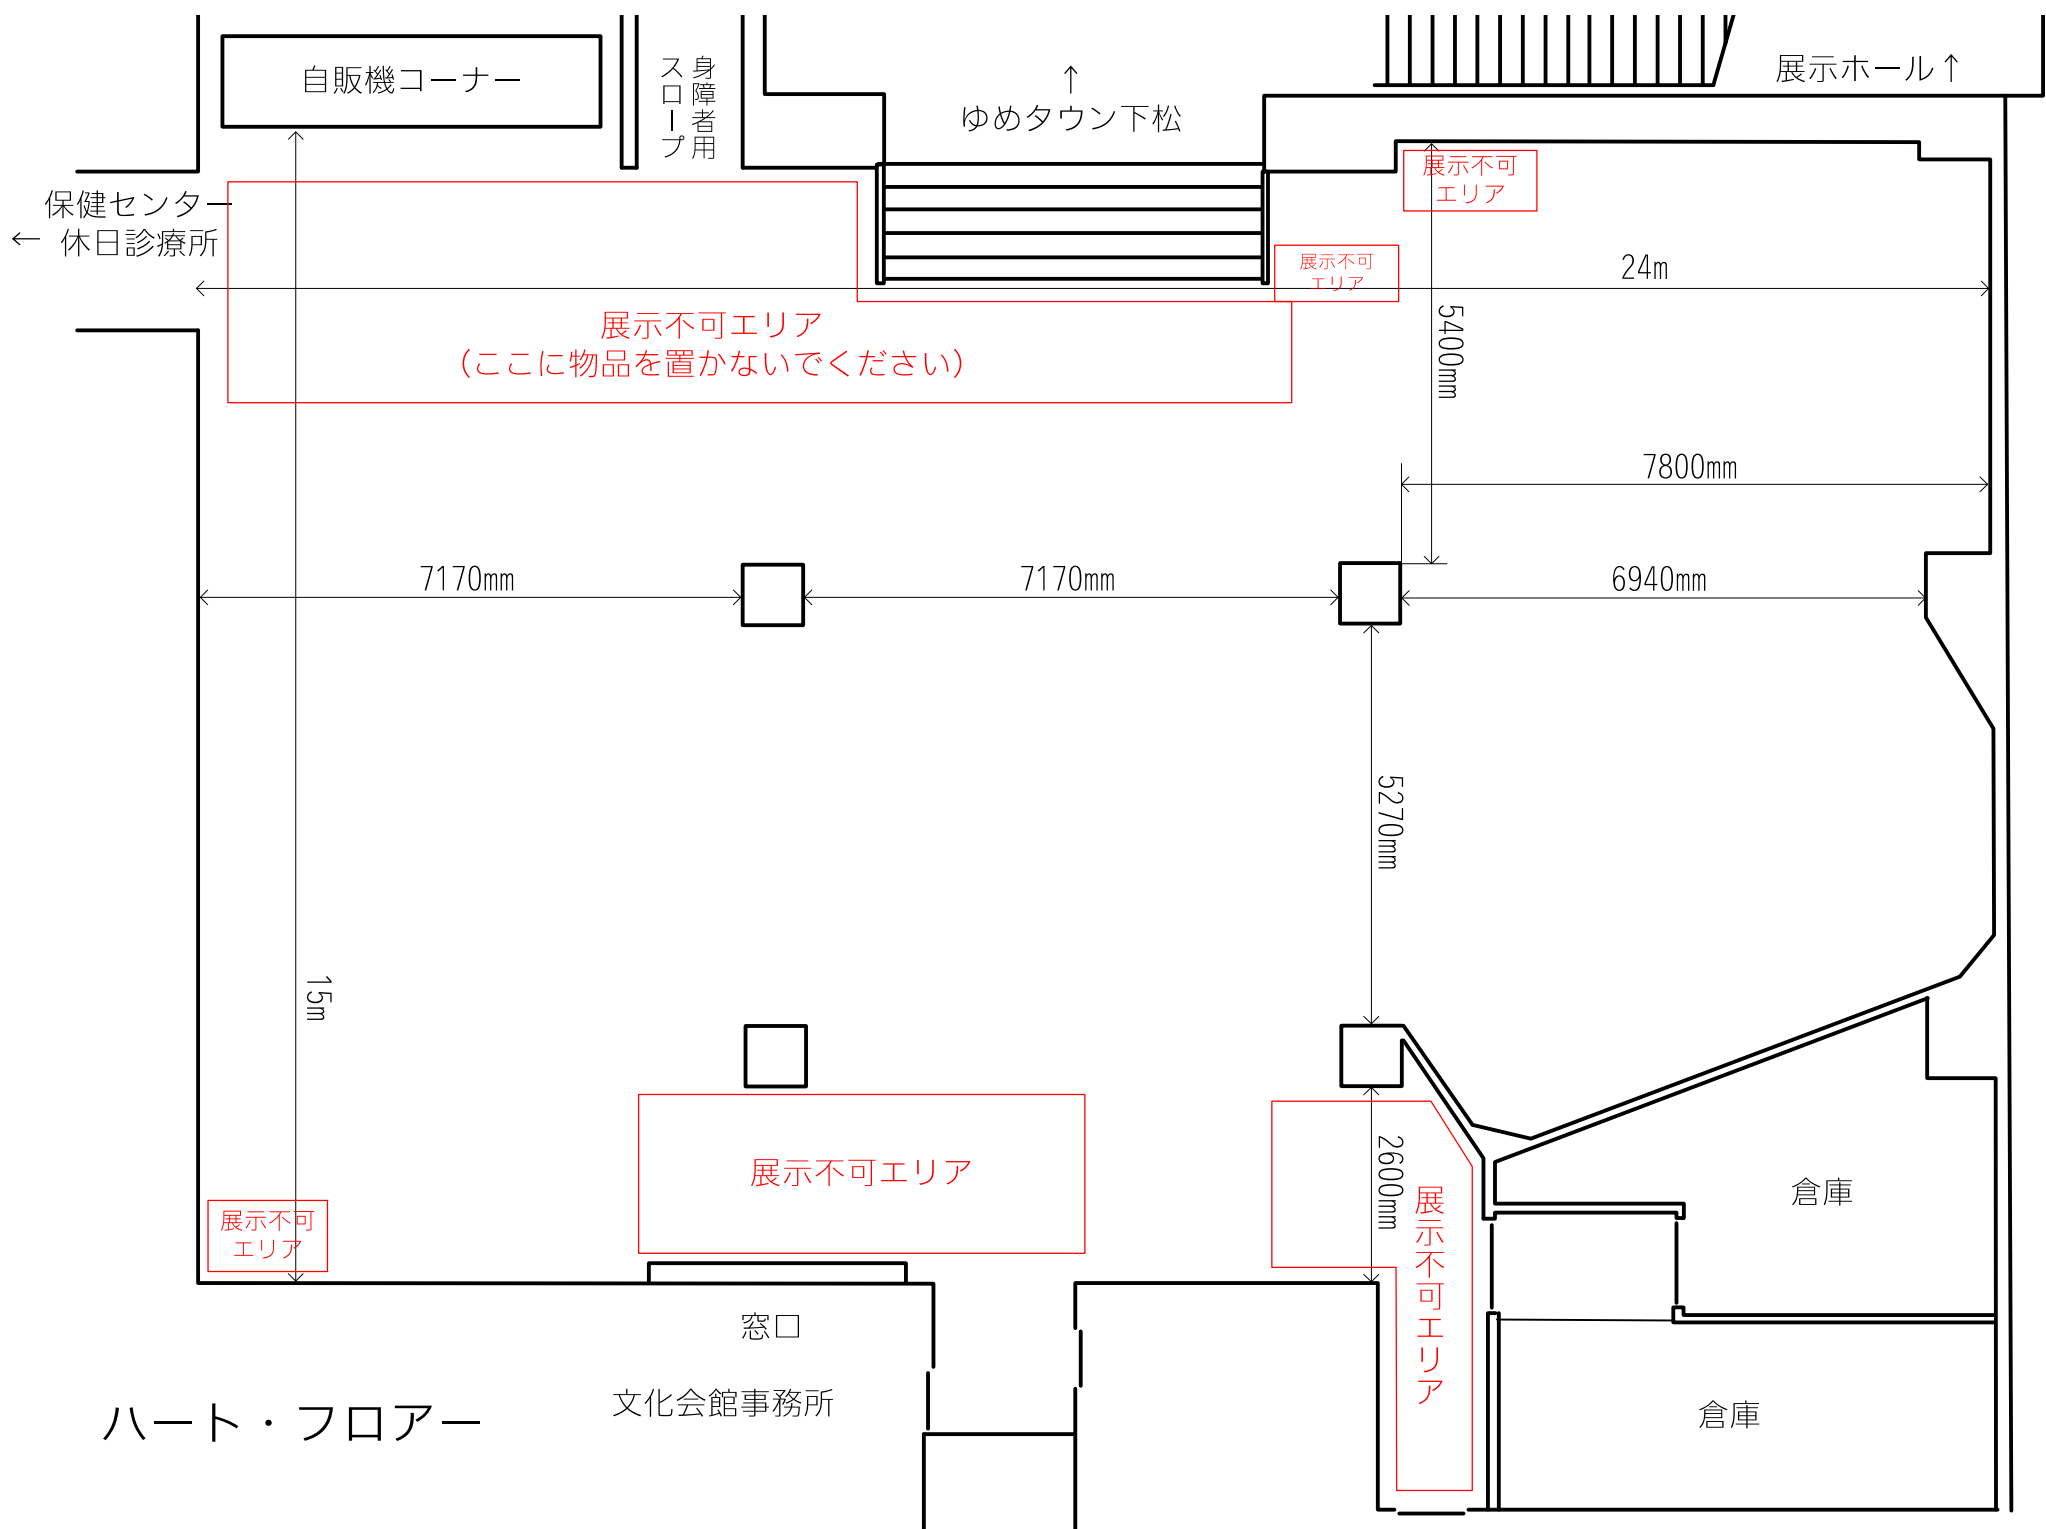 自販機コーナー
身障者用
スロープ
↑
ゆめタウン下松
展示ホール↑
保健センター
← 休日診療所
展示不可
エリア
展示不可
エリア
24m
展示不可エリア
(ここに物品を置かないでください)
5400mm
7800mm
7170mm
7170mm
6940mm
5270mm
15m
2600mm
展示不可エリア
展示不可エリア
展示不可
エリア
倉庫
窓口
文化会館事務所
倉庫
ハート・フロアー